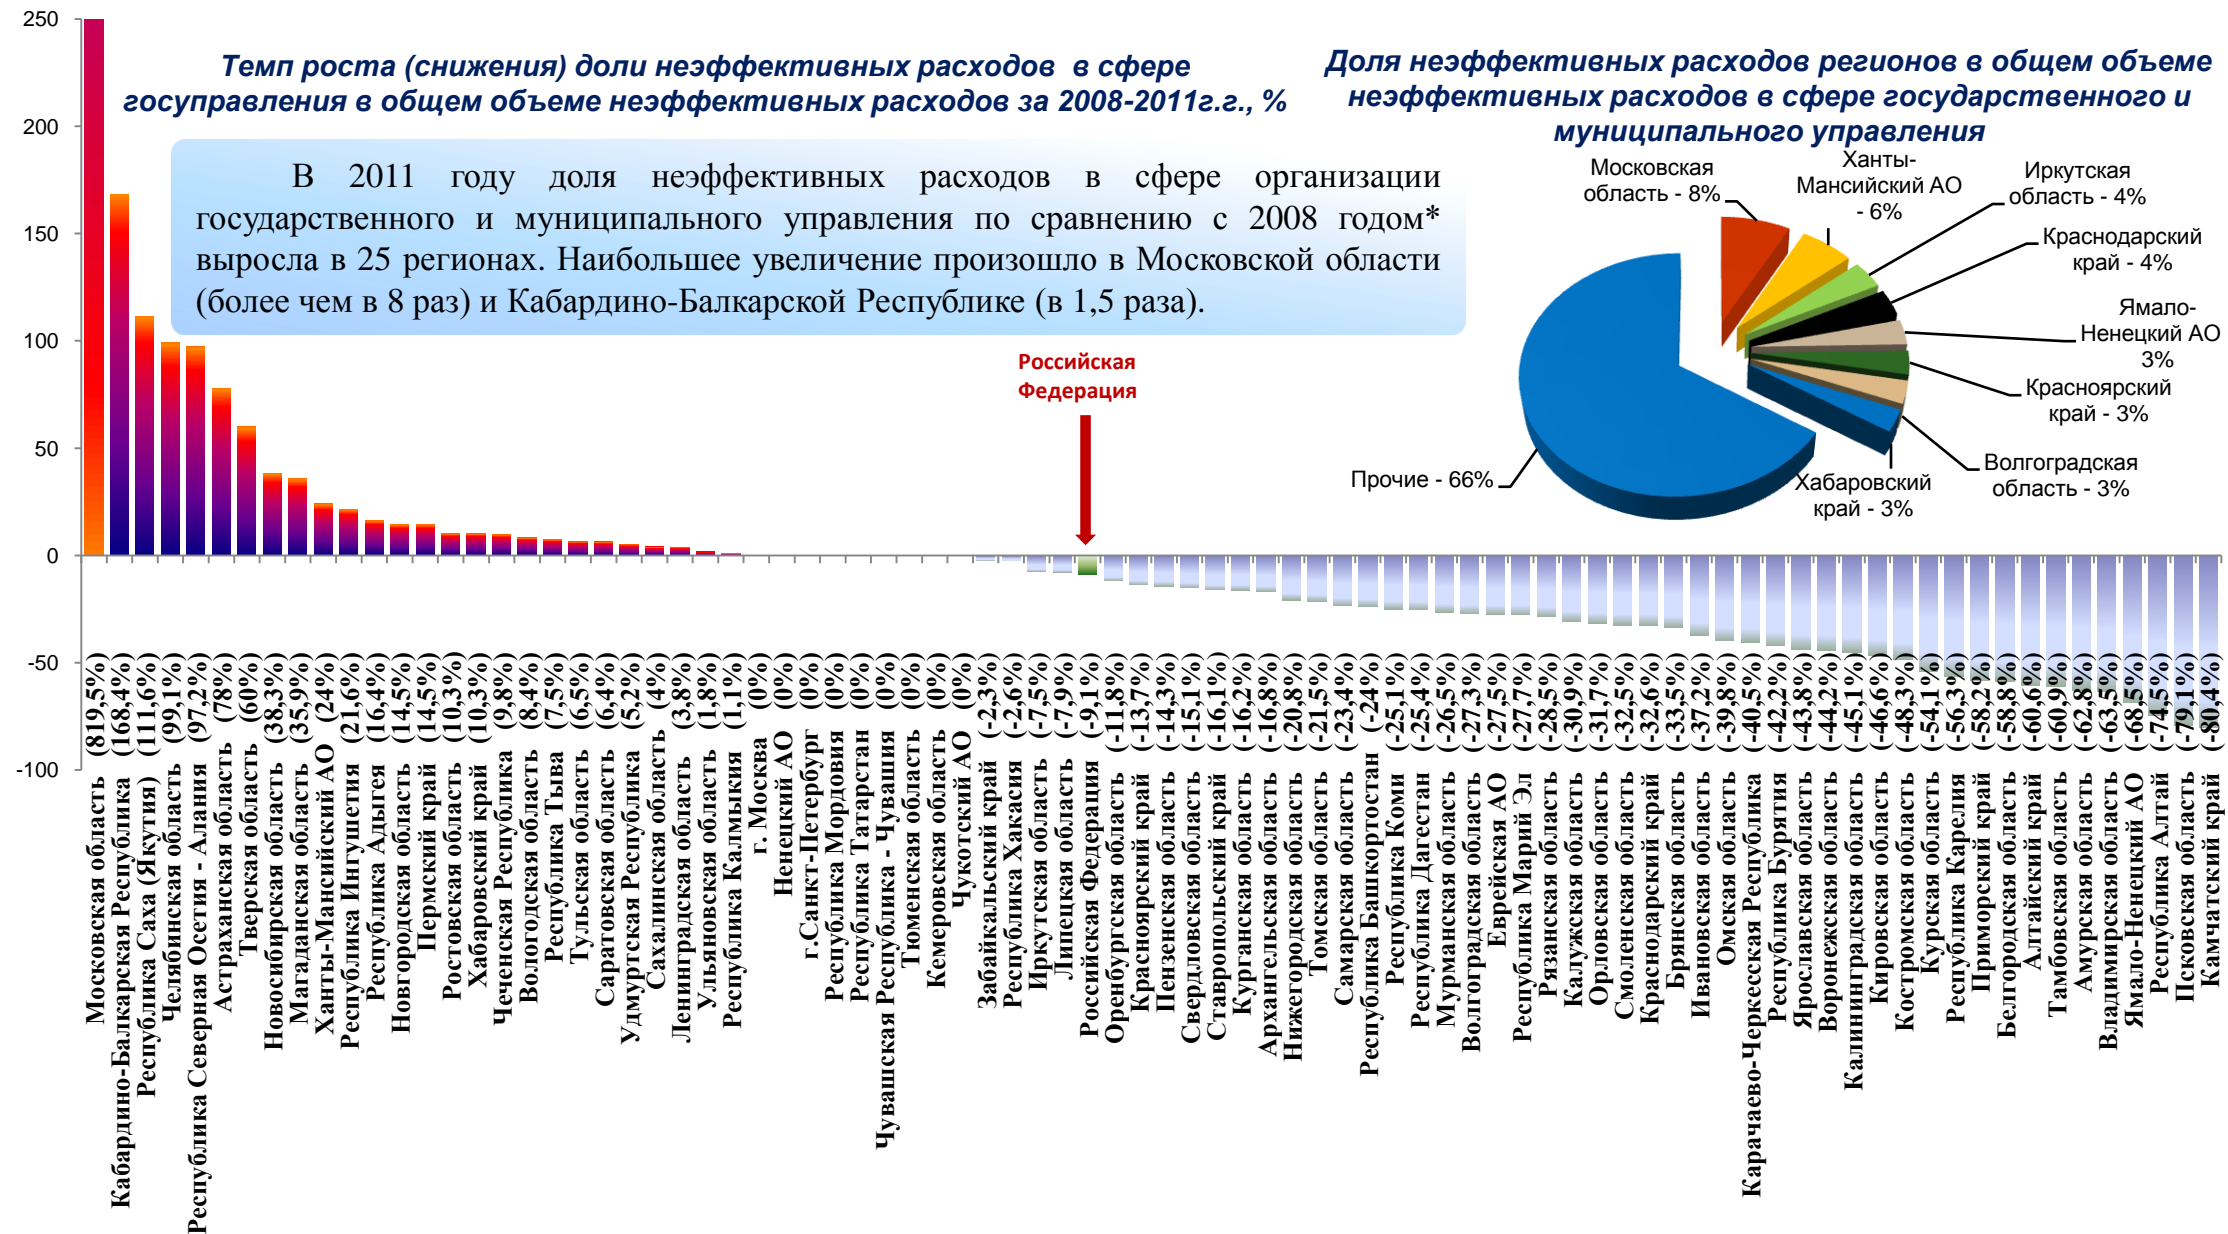 Темп роста (снижения) доли неэффективных расходов в сфере
госуправления в общем объеме неэффективных расходов за 2008-2011г.г., %
В 2011 году доля неэффективных расходов в сфере организации
государственного и муниципального управления по сравнению с 2008 годом*
выросла в 25 регионах. Наибольшее увеличение произошло в Московской области
(более чем в 8 раз) и Кабардино-Балкарской Республике (в 1,5 раза).
Доля неэффективных расходов регионов в общем объеме
неэффективных расходов в сфере государственного и
муниципального управления
Московская
область - 8%
Ханты-
Мансийский АО
- 6%
Иркутская
область - 4%
Краснодарский
край - 4%
Ямало-
Ненецкий АО
3%
Красноярский
край - 3%
Волгоградская
область - 3%
Хабаровский
край - 3%
Прочие - 66%
Российская
Федерация
250
200
150
100
50
0
-50
-100
Московская область (819,5%)
Кабардино-Балкарская Республика (168,4%)
Республика Саха (Якутия) (111,6%)
Челябинская область (99,1%)
Республика Северная Осетия - Алания (97,2%)
Астраханская область (78%)
Тверская область (60%)
Новосибирская область (38,3%)
Магаданская область (35,9%)
Ханты-Мансийский АО (24%)
Республика Ингушетия (21,6%)
Республика Адыгея (16,4%)
Новгородская область (14,5%)
Пермский край (14,5%)
Ростовская область (10,3%)
Хабаровский край (10,3%)
Чеченская Республика (9,8%)
Вологодская область (8,4%)
Республика Тыва (7,5%)
Тульская область (6,5%)
Саратовская область (6,4%)
Удмуртская Республика (5,2%)
Сахалинская область (4%)
Ленинградская область (3,8%)
Ульяновская область (1,8%)
Республика Калмыкия (1,1%)
г. Москва (0%)
Ненецкий АО (0%)
г.Санкт-Петербург (0%)
Республика Мордовия (0%)
Республика Татарстан (0%)
Чувашская Республика - Чувашия (0%)
Тюменская область (0%)
Кемеровская область (0%)
Чукотский АО (0%)
Забайкальский край (-2,3%)
Республика Хакасия (-2,6%)
Иркутская область (-7,5%)
Липецкая область (-7,9%)
Российская Федерация (-9,1%)
Оренбургская область (-11,8%)
Красноярский край (-13,7%)
Пензенская область (-14,3%)
Свердловская область (-15,1%)
Ставропольский край (-16,1%)
Курганская область (-16,2%)
Архангельская область (-16,8%)
Нижегородская область (-20,8%)
Томская область (-21,5%)
Самарская область (-23,4%)
Республика Башкортостан (-24%)
Республика Коми (-25,1%)
Республика Дагестан (-25,4%)
Мурманская область (-26,5%)
Волгоградская область (-27,3%)
Еврейская АО (-27,5%)
Республика Марий Эл (-27,7%)
Рязанская область (-28,5%)
Калужская область (-30,9%)
Орловская область (-31,7%)
Смоленская область (-32,5%)
Краснодарский край (-32,6%)
Брянская область (-33,5%)
Ивановская область (-37,2%)
Омская область (-39,8%)
Карачаево-Черкесская Республика (-40,5%)
Республика Бурятия (-42,2%)
Ярославская область (-43,8%)
Воронежская область (-44,2%)
Калининградская область (-45,1%)
Кировская область (-46,6%)
Костромская область (-48,3%)
Курская область (-54,1%)
Республика Карелия (-56,3%)
Приморский край (-58,2%)
Белгородская область (-58,8%)
Алтайский край (-60,6%)
Тамбовская область (-60,9%)
Амурская область (-62,8%)
Владимирская область (-63,5%)
Ямало-Ненецкий АО (-68,5%)
Республика Алтай (-74,5%)
Псковская область (-79,1%)
Камчатский край (-80,4%)